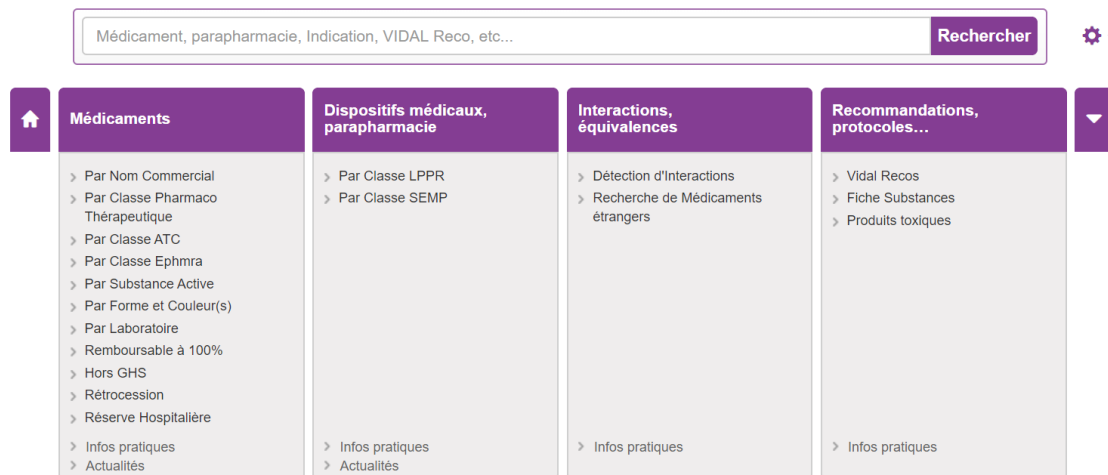 Médicament, parapharmacie, Indication, VIDAL Reco, etc...
Rechercher
Médicaments
Par Nom Commercial
Par Classe Pharmaco
Thérapeutique
Par Classe ATC
Par Classe Ephmra
Par Substance Active
Par Forme et Couleur(s)
Par Laboratoire
Remboursable à 100%
Hors GHS
Rétrocession
Réserve Hospitalière
Infos pratiques
Actualités
Dispositifs médicaux,
parapharmacie
Par Classe LPPR
Par Classe SEMP
Infos pratiques
Actualités
Interactions,
équivalences
Détection d'Interactions
Recherche de Médicaments
étrangers
Infos pratiques
Recommandations,
protocoles…
Vidal Recos
Fiche Substances
Produits toxiques
Infos pratiques